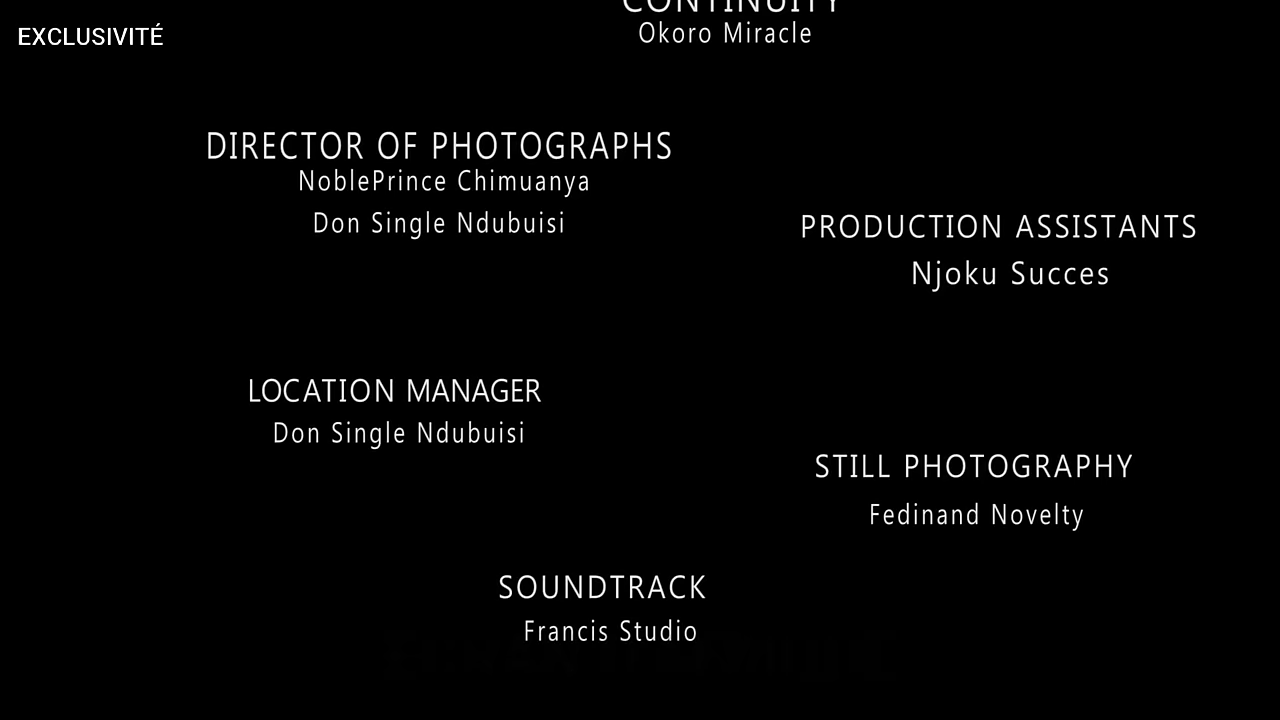 CONTINUITY
EXCLUSIVITÉ
Okoro Miracle
DIRECTOR OF PHOTOGRAPHS
NoblePrince Chimuanya
Don Single Ndubuisi
PRODUCTION ASSISTANTS
Njoku Succes
LOCATION MANAGER
Don Single Ndubuisi
STILL PHOTOGRAPHY
Fedinand Novelty
SOUNDTRACK
Francis Studio